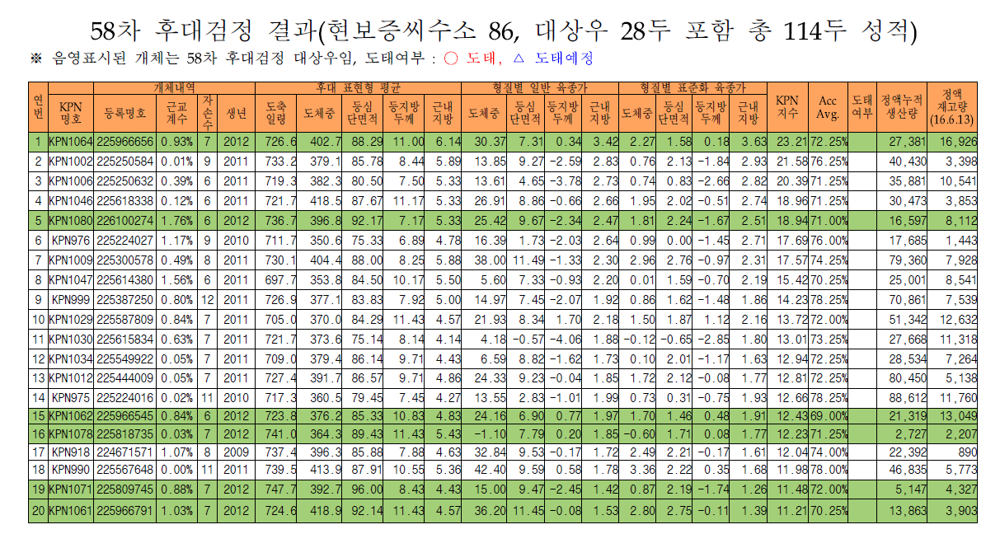 58차 후대검정 결과(현보증씨수소 86, 대상우 28두 포함 총 114두 성적)
※ 음영표시된 개체는 58차 후대검정 대상우임, 도태여부 : ○ 도태, △ 도태예정
연번 개체내역 후대 표현형 평균 형질별 일반 육종가 형질별 표준화 육종가 KPN 지수 Acc Avg. 도태 여부 정액누적 생산량 정액 재고량 (16.6.13)
KPN 명호 등록명호 근교 계수 자손수 생년 도축 일령 도체중 등심 단면적 등지방 두께 근내 지방 도체중 등심 단면적 등지방 두께 근내 지방 도체중 등심 단면적 등지방 두께 근내 지방
1 KPN1064 225966656 0.93% 7 2012 726.6 402.7 88.29 11.00 6.14 30.37 7.31 0.34 3.42 2.27 1.58 0.18 3.63 23.21 72.25% 27,381 16,926
2 KPN1002 225250584 0.01% 9 2011 733.2 379.1 85.78 8.44 5.89 13.85 9.27 -2.59 2.83 0.76 2.13 -1.84 2.93 21.58 76.25% 40,430 3,398
3 KPN1006 225250632 0.39% 6 2011 719.3 382.3 80.50 7.50 5.33 13.61 4.65 -3.78 2.73 0.74 0.83 -2.66 2.82 20.39 71.25% 35,881 10,541
4 KPN1046 225618338 0.12% 6 2011 721.7 418.5 87.67 11.17 5.33 26.91 8.86 -0.66 2.66 1.95 2.02 -0.51 2.74 18.96 71.25% 30,473 3,853
5 KPN1080 226100274 1.76% 6 2012 736.7 396.8 92.17 7.17 5.33 25.42 9.67 -2.34 2.47 1.81 2.24 -1.67 2.51 18.94 71.00% 16,597 8,112
6 KPN976 225224027 1.17% 9 2010 711.7 350.6 75.33 6.89 4.78 16.39 1.73 -2.03 2.64 0.99 0.00 -1.45 2.71 17.69 76.00% 17,685 1,443
7 KPN1009 225300578 0.49% 8 2011 730.1 404.4 88.00 8.25 5.88 38.00 11.49 -1.33 2.30 2.96 2.76 -0.97 2.31 17.57 74.25% 79,360 7,928
8 KPN1047 225614380 1.56% 6 2011 697.7 353.8 84.50 10.17 5.50 5.60 7.33 -0.93 2.20 0.01 1.59 -0.70 2.19 15.42 70.25% 25,001 8,541
9 KPN999 225387250 0.80% 12 2011 726.9 377.1 83.83 7.92 5.00 14.97 7.45 -2.07 1.92 0.86 1.62 -1.48 1.86 14.23 78.25% 70,861 7,539
10 KPN1029 225587809 0.84% 7 2011 705.0 370.0 84.29 11.43 4.57 21.93 8.34 1.70 2.18 1.50 1.87 1.12 2.16 13.72 72.00% 51,342 12,632
11 KPN1030 225615834 0.63% 7 2011 721.7 373.6 75.14 8.14 4.14 4.18 -0.57 -4.06 1.88 -0.12 -0.65 -2.85 1.80 13.01 73.25% 27,668 11,318
12 KPN1034 225549922 0.05% 7 2011 709.0 379.4 86.14 9.71 4.43 6.59 8.82 -1.62 1.73 0.10 2.01 -1.17 1.63 12.94 72.25% 28,534 7,264
13 KPN1012 225444009 0.05% 7 2011 727.4 391.7 86.57 9.71 4.86 24.33 9.23 -0.04 1.85 1.72 2.12 -0.08 1.77 12.81 72.25% 80,450 5,138
14 KPN975 225224016 0.02% 11 2010 717.3 360.5 79.45 7.45 4.27 13.55 2.83 -1.01 1.99 0.73 0.31 -0.75 1.93 12.66 78.25% 88,612 11,760
15 KPN1062 225966545 0.84% 6 2012 723.8 376.2 85.33 10.83 4.83 24.16 6.90 0.77 1.97 1.70 1.46 0.48 1.91 12.43 69.00% 21,319 13,049
16 KPN1078 225818735 0.03% 7 2012 741.0 364.3 89.43 11.43 5.43 -1.10 7.79 0.20 1.85 -0.60 1.71 0.08 1.77 12.23 71.25% 2,727 2,207
17 KPN918 224671571 1.07% 8 2009 737.4 396.3 85.88 7.88 4.63 32.84 9.53 -0.17 1.72 2.49 2.21 -0.17 1.61 12.04 74.00% 22,392 890
18 KPN990 225567648 0.00% 11 2011 739.5 413.9 87.91 10.55 5.36 42.40 9.59 0.58 1.78 3.36 2.22 0.35 1.68 11.98 78.00% 46,835 5,773
19 KPN1071 225809745 0.88% 7 2012 747.7 392.7 96.00 8.43 4.43 15.00 9.47 -2.45 1.42 0.87 2.19 -1.74 1.26 11.48 72.00% 5,147 4,327
20 KPN1061 225966791 1.03% 7 2012 724.6 418.9 92.14 11.43 4.57 36.20 11.45 -0.08 1.53 2.80 2.75 -0.11 1.39 11.21 70.25% 13,863 3,903